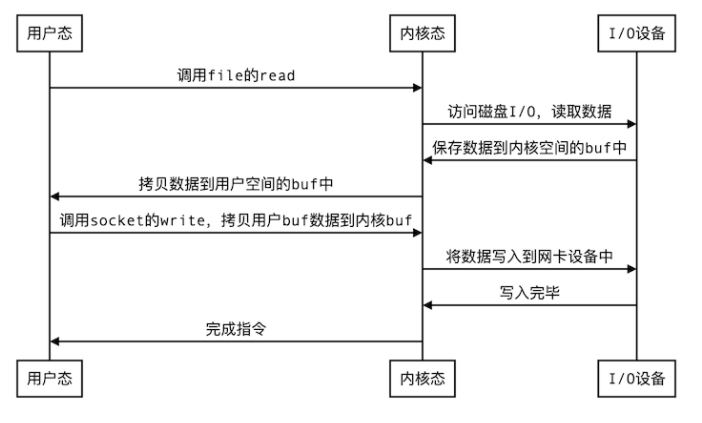 用户态
内核态
I/O设备
调用file的read
访问磁盘I/O，读取数据
保存数据到内核空间的buf中
拷贝数据到用户空间的buf中
调用socket的write，拷贝用户buf数据到内核buf
将数据写入到网卡设备中
写入完毕
完成指令
用户态
内核态
I/O设备